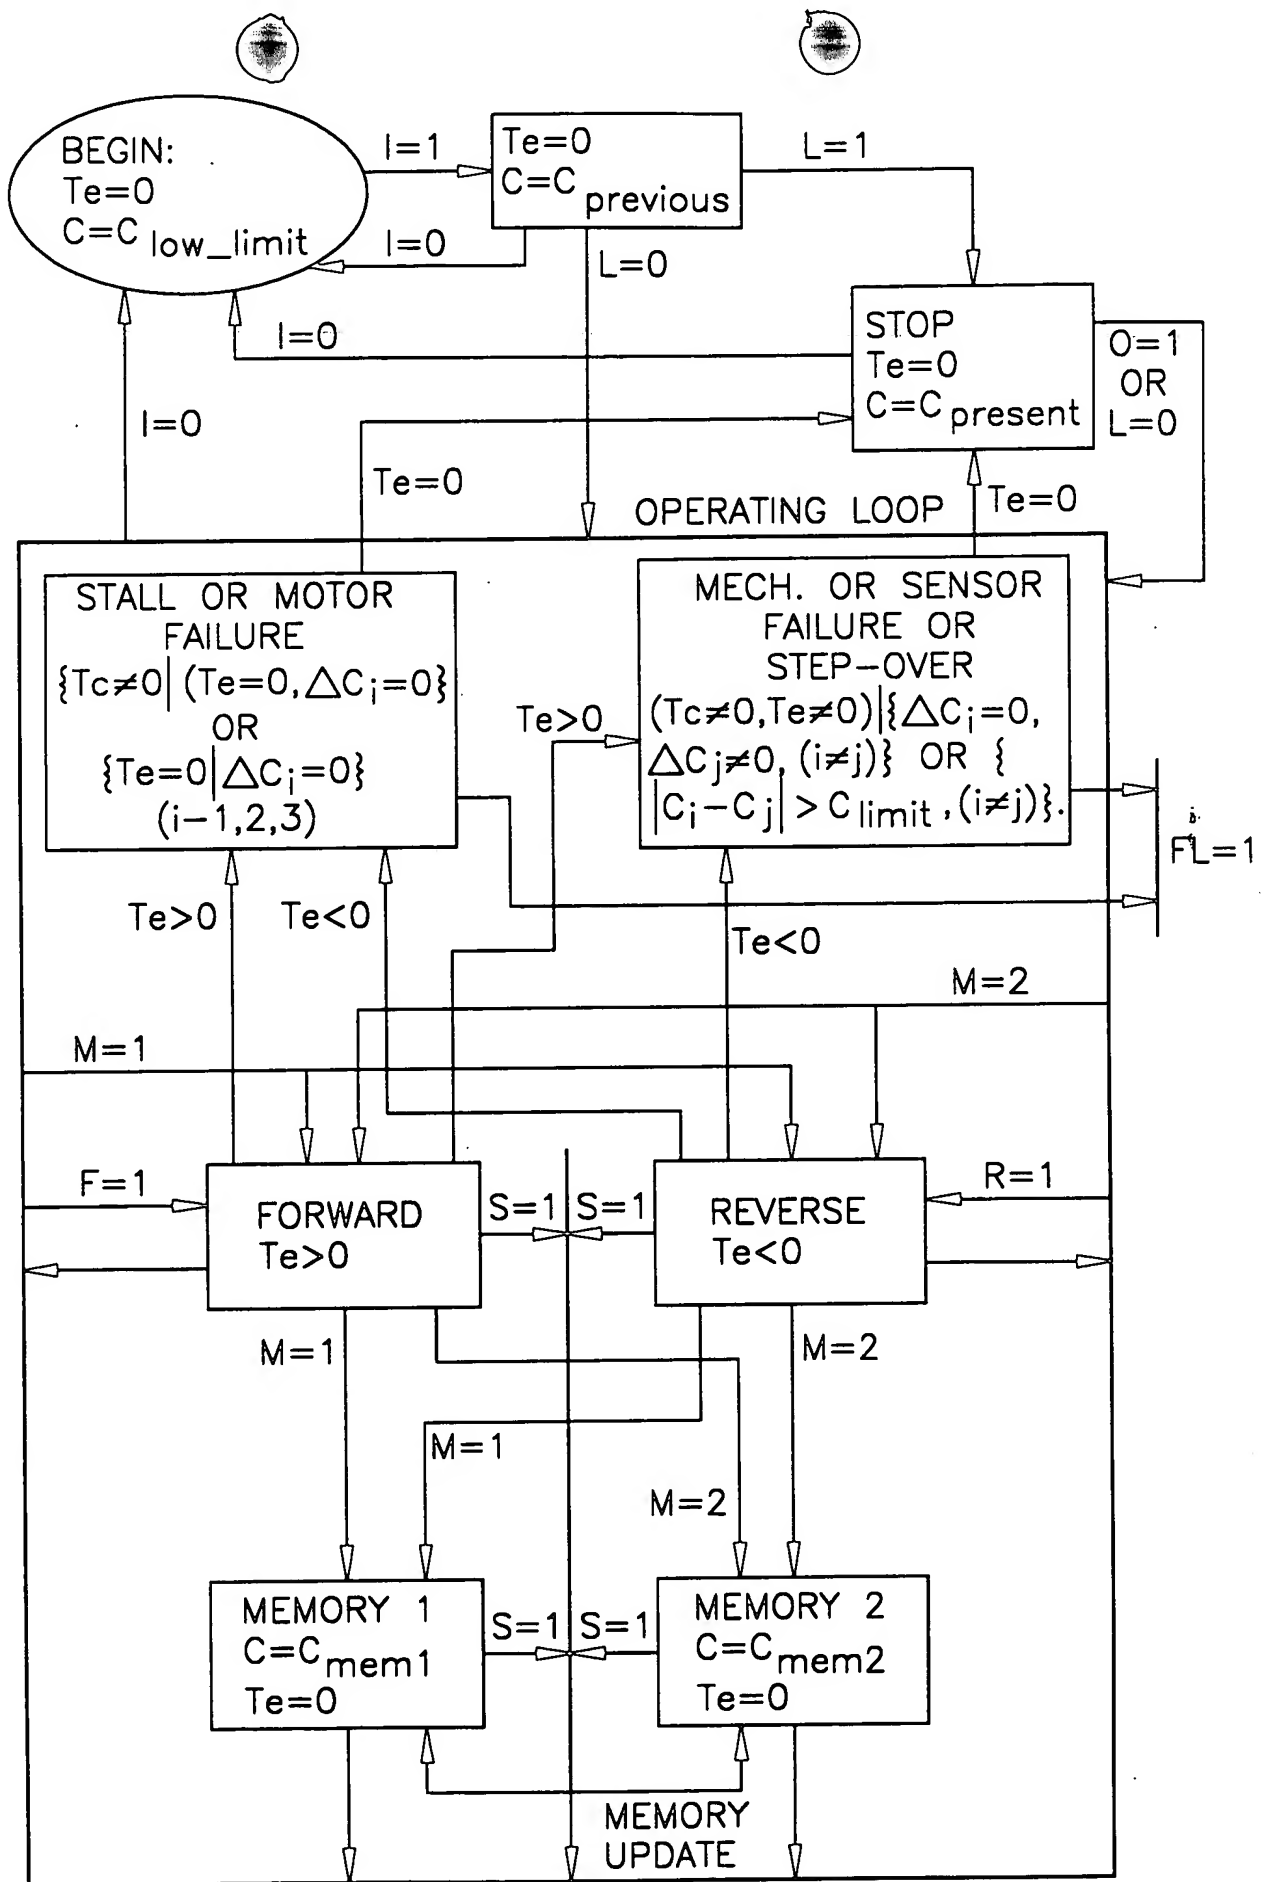 BEGIN:
Te=0
C=C low_limit
I=1
Te=0
C=C previous
L=1
I=0
L=0
I=0
STOP
Te=0
C=C present
O=1
OR
L=0
I=0
Te=0
Te=0
OPERATING LOOP
STALL OR MOTOR
FAILURE
{Tc≠0|(Te=0,△Ci=0}
OR
{Te=0|△Ci=0}
(i-1,2,3)
MECH. OR SENSOR
FAILURE OR
STEP-OVER
(Tc≠0,Te≠0)|{△Ci=0,
△Cj≠0, (i≠j)} OR {
|Ci-Cj| > C limit, (i≠j)}.
Te>0
FL=1
Te>0
Te<0
Te<0
M=2
M=1
F=1
FORWARD
Te>0
S=1
S=1
REVERSE
Te<0
R=1
M=1
M=2
M=1
M=2
MEMORY 1
C=C mem1
Te=0
S=1
S=1
MEMORY 2
C=C mem2
Te=0
MEMORY
UPDATE